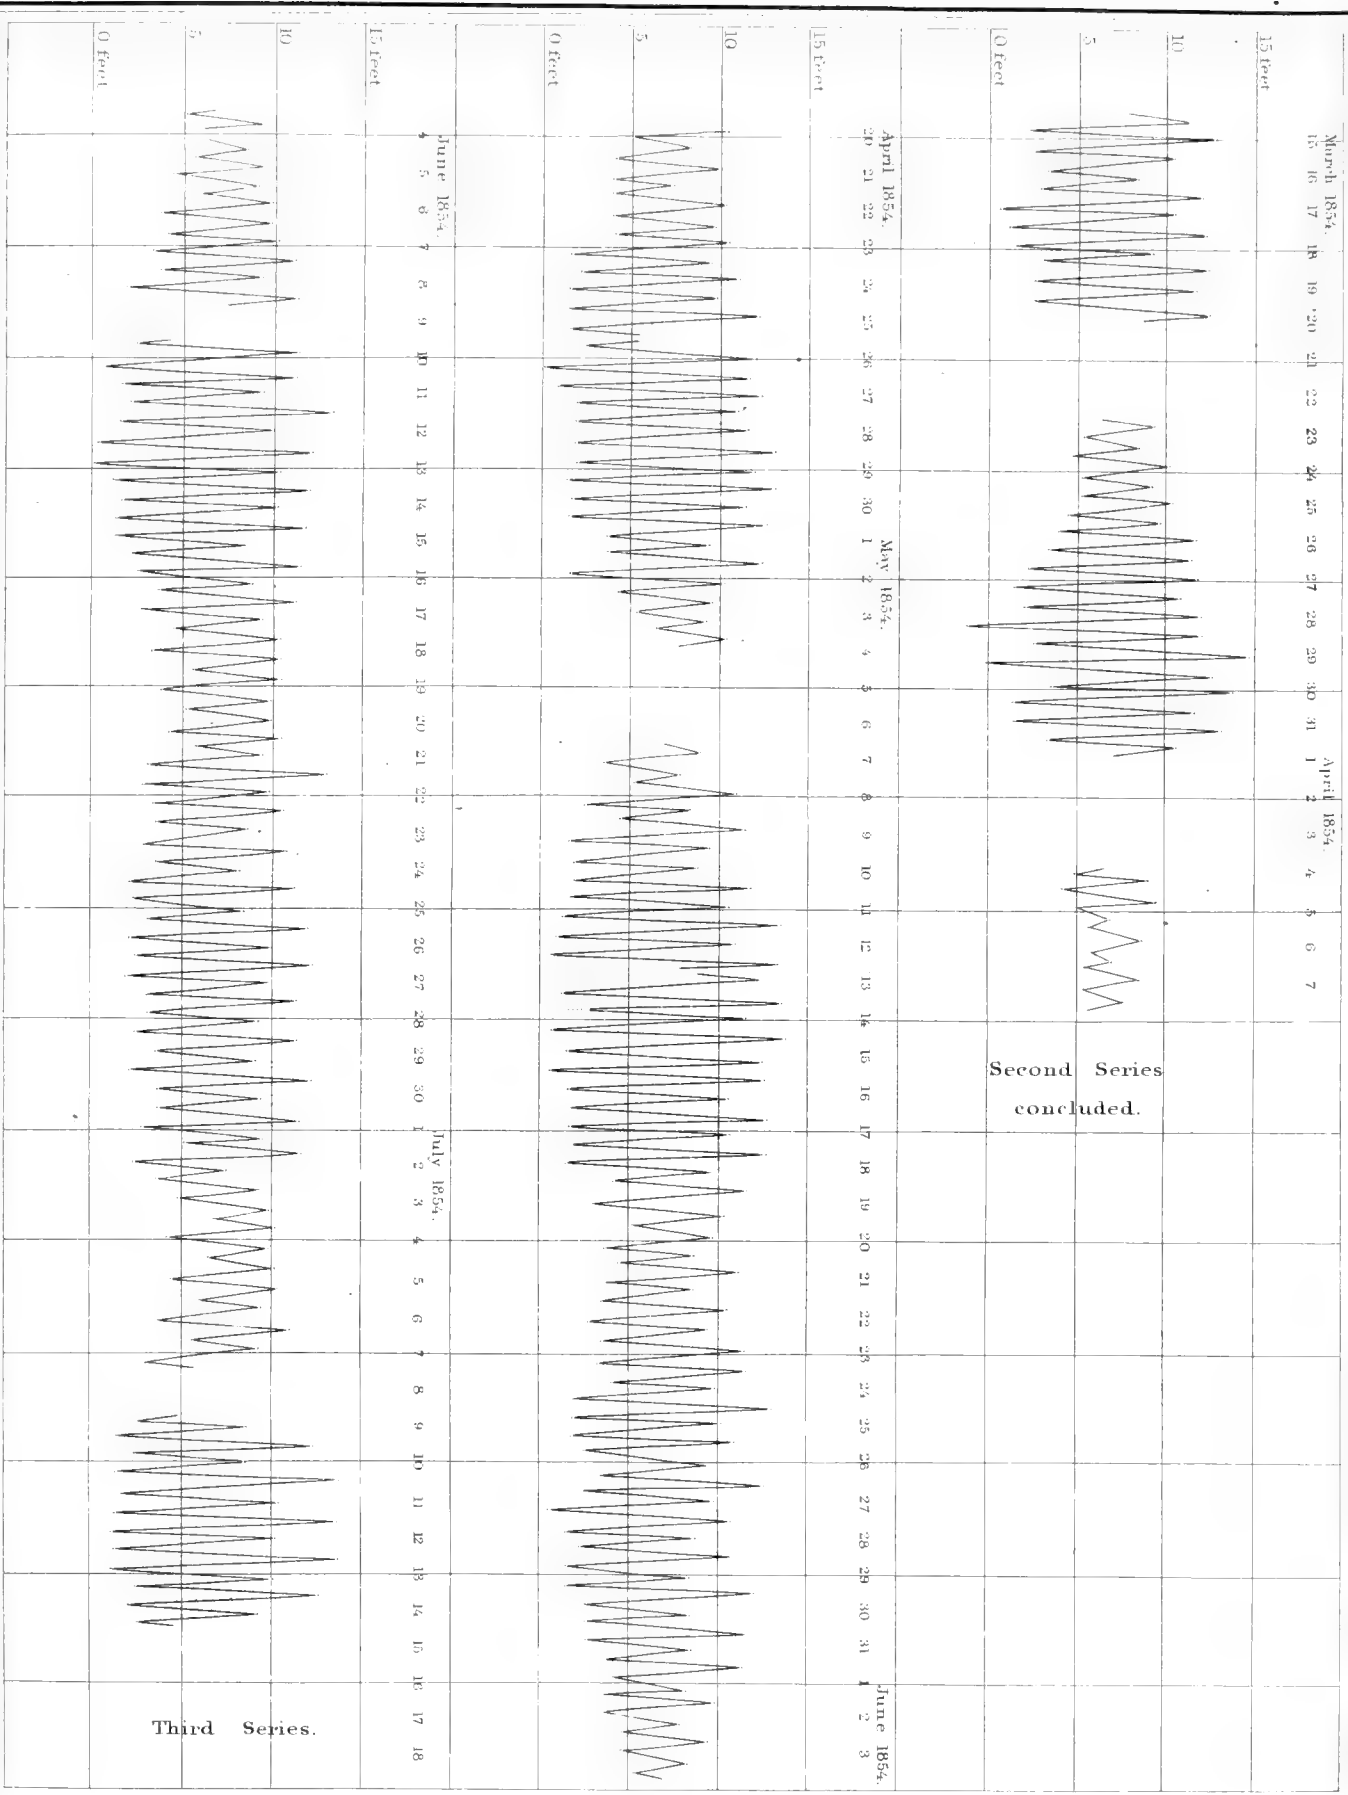 March 1854. April 1854.
15 16 17 18 19 20 21 22 23 24 25 26 27 28 29 30 31 1 2 3 4 5 6 7
15 feet
10
5
0 feet
Second Series
concluded.
April 1854. May 1854. June 1854.
20 21 22 23 24 25 26 27 28 29 30 1 2 3 4 5 6 7 8 9 10 11 12 13 14 15 16 17 18 19 20 21 22 23 24 25 26 27 28 29 30 31 1 2 3
15 feet
10
5
0 feet
June 1854. July 1854.
4 5 6 7 8 9 10 11 12 13 14 15 16 17 18 19 20 21 22 23 24 25 26 27 28 29 30 1 2 3 4 5 6 7 8 9 10 11 12 13 14 15 16 17 18
15 feet
10
5
0 feet
Third Series.